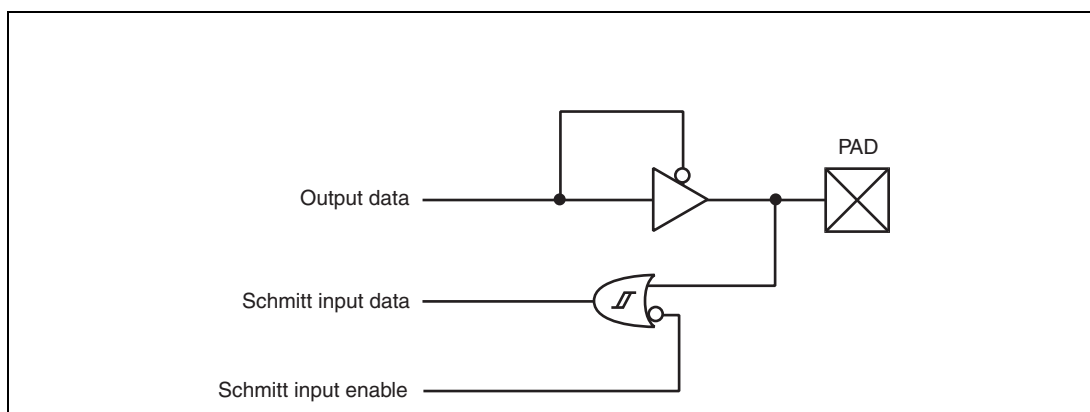 PAD
Output data
Schmitt input data
Schmitt input enable